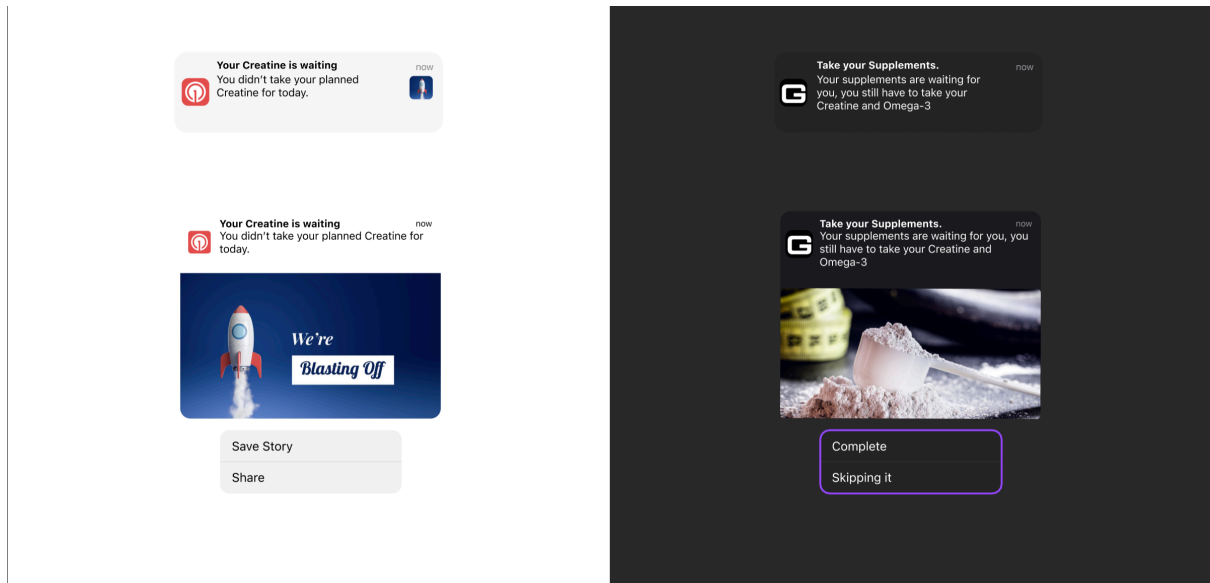 Your Creatine is waiting
now
You didn't take your planned
Creatine for today.
Your Creatine is waiting
now
You didn't take your planned Creatine for
today.
We're
Blasting Off
Save Story
Share
Take your Supplements.
now
Your supplements are waiting for
you, you still have to take your
Creatine and Omega-3
G
Take your Supplements.
now
Your supplements are waiting for you, you
still have to take your Creatine and
Omega-3
G
Complete
Skipping it